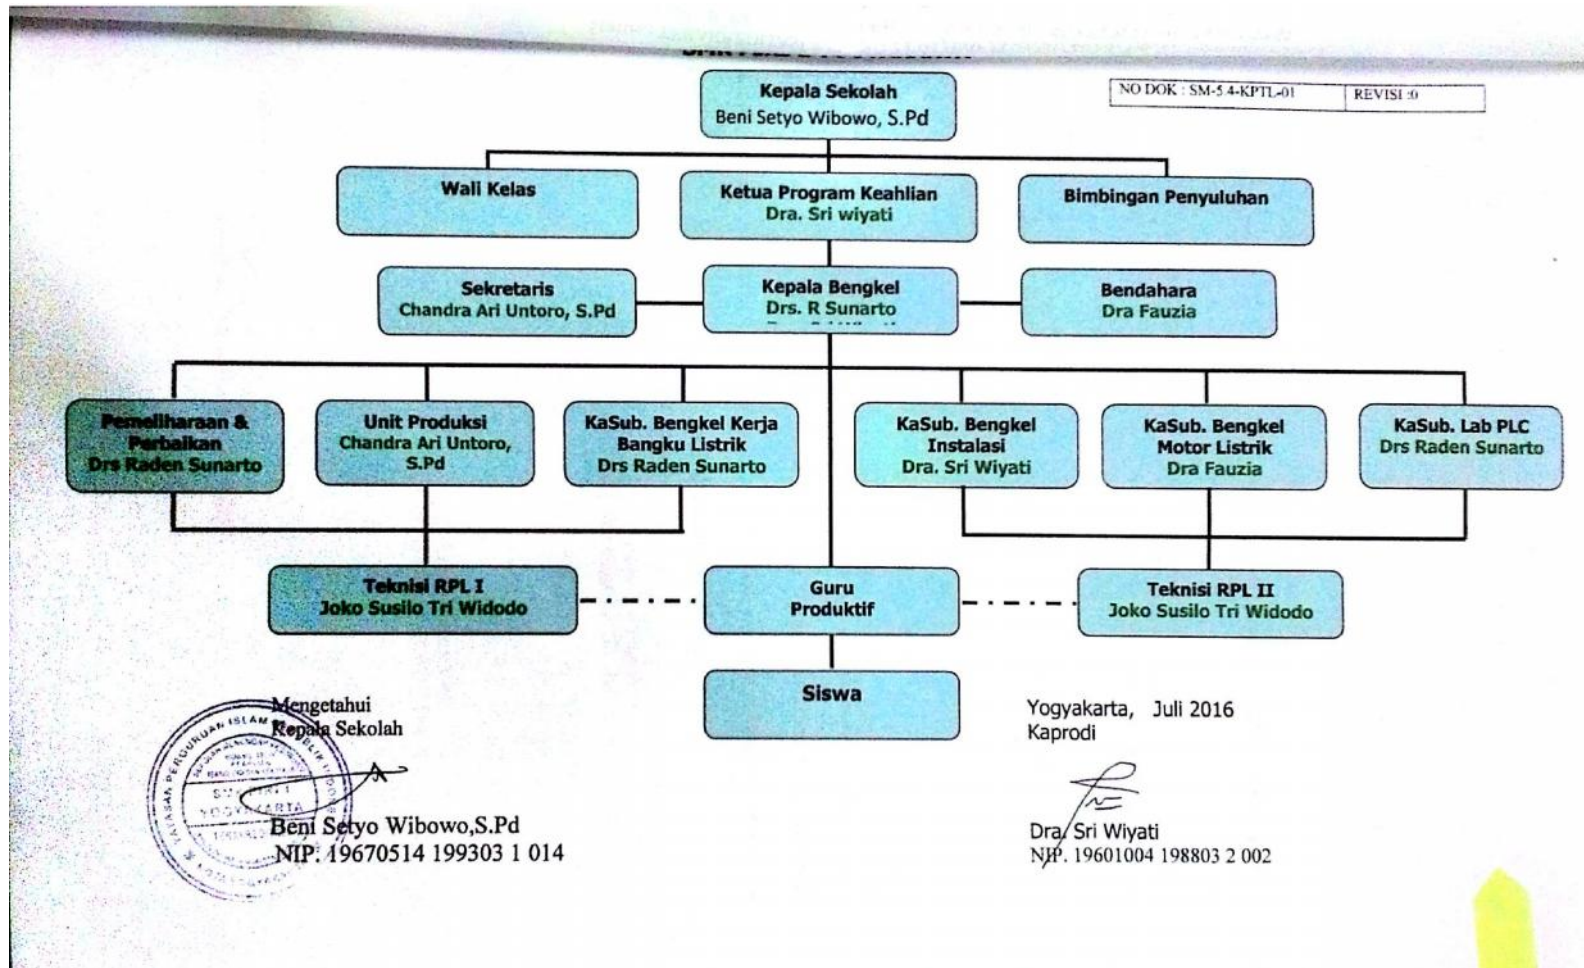 NO DOK : SM-5.4-KPTL-01 REVISI :0
Kepala Sekolah
Beni Setyo Wibowo, S.Pd
Wali Kelas
Ketua Program Keahlian
Dra. Sri wiyati
Bimbingan Penyuluhan
Sekretaris
Chandra Ari Untoro, S.Pd
Kepala Bengkel
Drs. R Sunarto
Bendahara
Dra Fauzia
Pemeliharaan &
Perbaikan
Drs Raden Sunarto
Unit Produksi
Chandra Ari Untoro,
S.Pd
KaSub. Bengkel Kerja
Bangku Listrik
Drs Raden Sunarto
KaSub. Bengkel
Instalasi
Dra. Sri Wiyati
KaSub. Bengkel
Motor Listrik
Dra Fauzia
KaSub. Lab PLC
Drs Raden Sunarto
Teknisi RPL I
Joko Susilo Tri Widodo
Guru
Produktif
Teknisi RPL II
Joko Susilo Tri Widodo
Siswa
Mengetahui
Kepala Sekolah
YAYASAN PERGURUAN ISLAM
YOGYAKARTA
Beni Setyo Wibowo,S.Pd
NIP. 19670514 199303 1 014
Yogyakarta, Juli 2016
Kaprodi
Dra. Sri Wiyati
NIP. 19601004 198803 2 002